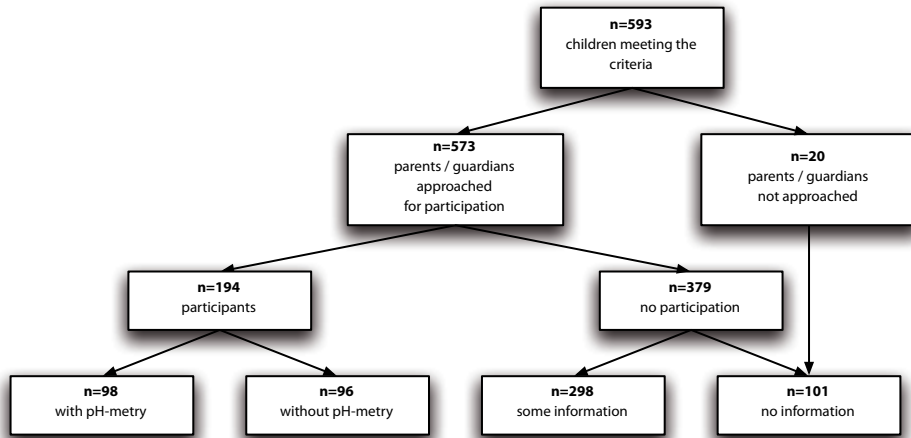 n=593
children meeting the
criteria
n=573
parents / guardians
approached
for participation
n=20
parents / guardians
not approached
n=194
participants
n=379
no participation
n=98
with pH-metry
n=96
without pH-metry
n=298
some information
n=101
no information